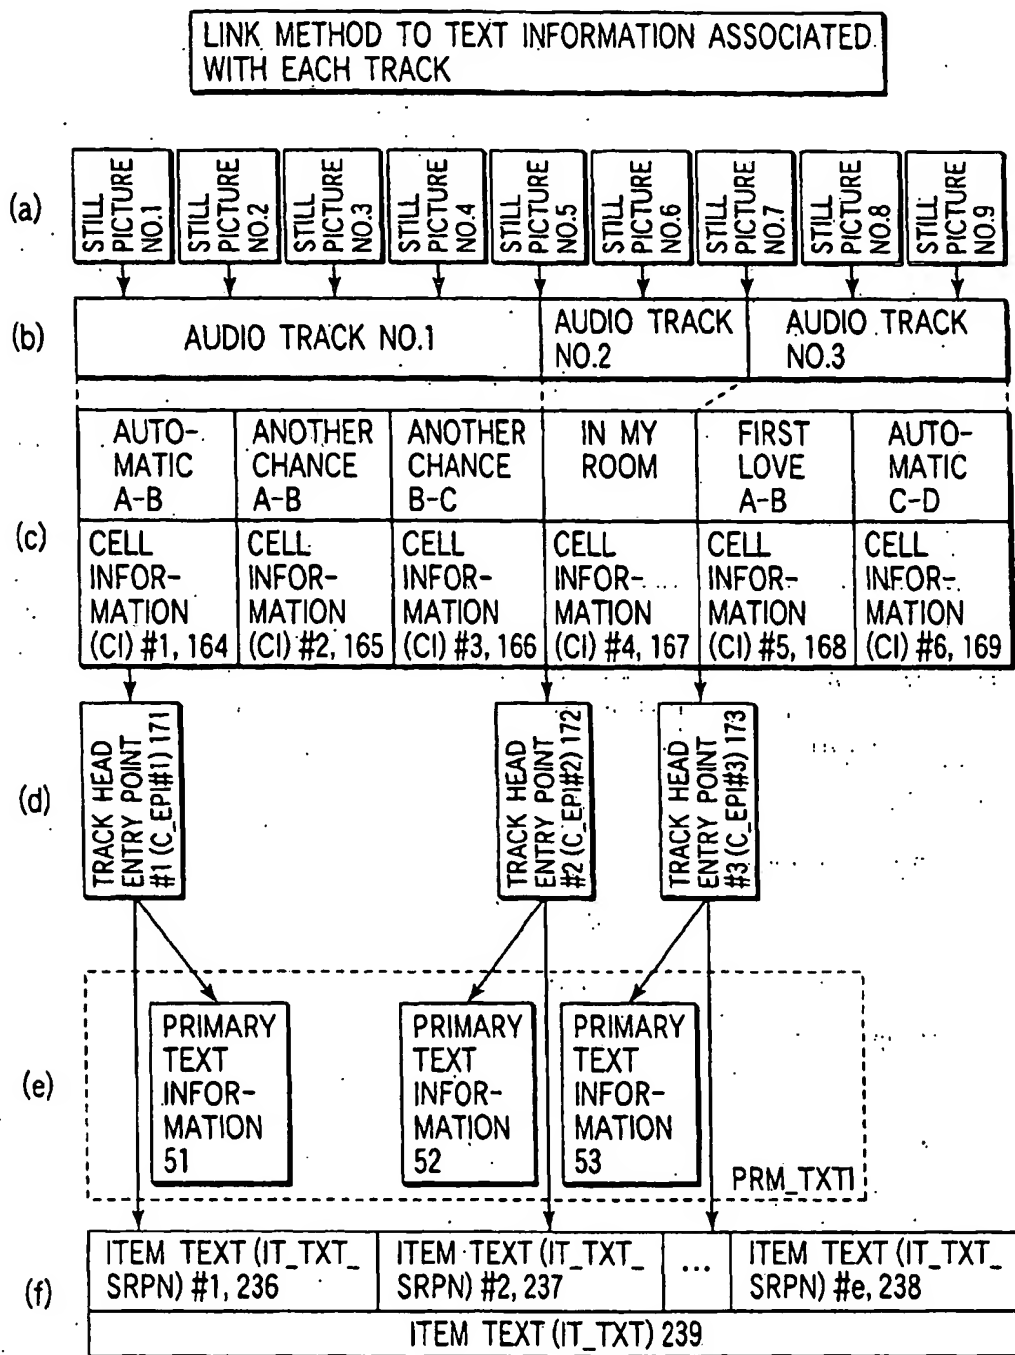 LINK METHOD TO TEXT INFORMATION ASSOCIATED
WITH EACH TRACK
(a)
STILL
PICTURE
NO.1
STILL
PICTURE
NO.2
STILL
PICTURE
NO.3
STILL
PICTURE
NO.4
STILL
PICTURE
NO.5
STILL
PICTURE
NO.6
STILL
PICTURE
NO.7
STILL
PICTURE
NO.8
STILL
PICTURE
NO.9
(b)
AUDIO TRACK NO.1
AUDIO TRACK
NO.2
AUDIO TRACK
NO.3
(c)
AUTO-
MATIC
A-B
ANOTHER
CHANCE
A-B
ANOTHER
CHANCE
B-C
IN MY
ROOM
FIRST
LOVE
A-B
AUTO-
MATIC
C-D
CELL
INFOR-
MATION
(CI) #1, 164
CELL
INFOR-
MATION
(CI) #2, 165
CELL
INFOR-
MATION
(CI) #3, 166
CELL
INFOR-
MATION
(CI) #4, 167
CELL
INFOR-
MATION
(CI) #5, 168
CELL
INFOR-
MATION
(CI) #6, 169
(d)
TRACK HEAD
ENTRY POINT
#1 (C_EPI#1) 171
TRACK HEAD
ENTRY POINT
#2 (C_EPI#2) 172
TRACK HEAD
ENTRY POINT
#3 (C_EPI#3) 173
(e)
PRIMARY
TEXT
INFOR-
MATION
51
PRIMARY
TEXT
INFOR-
MATION
52
PRIMARY
TEXT
INFOR-
MATION
53
PRM_TXTI
(f)
ITEM TEXT (IT_TXT_
SRPN) #1, 236
ITEM TEXT (IT_TXT_
SRPN) #2, 237
...
ITEM TEXT (IT_TXT_
SRPN) #e, 238
ITEM TEXT (IT_TXT) 239